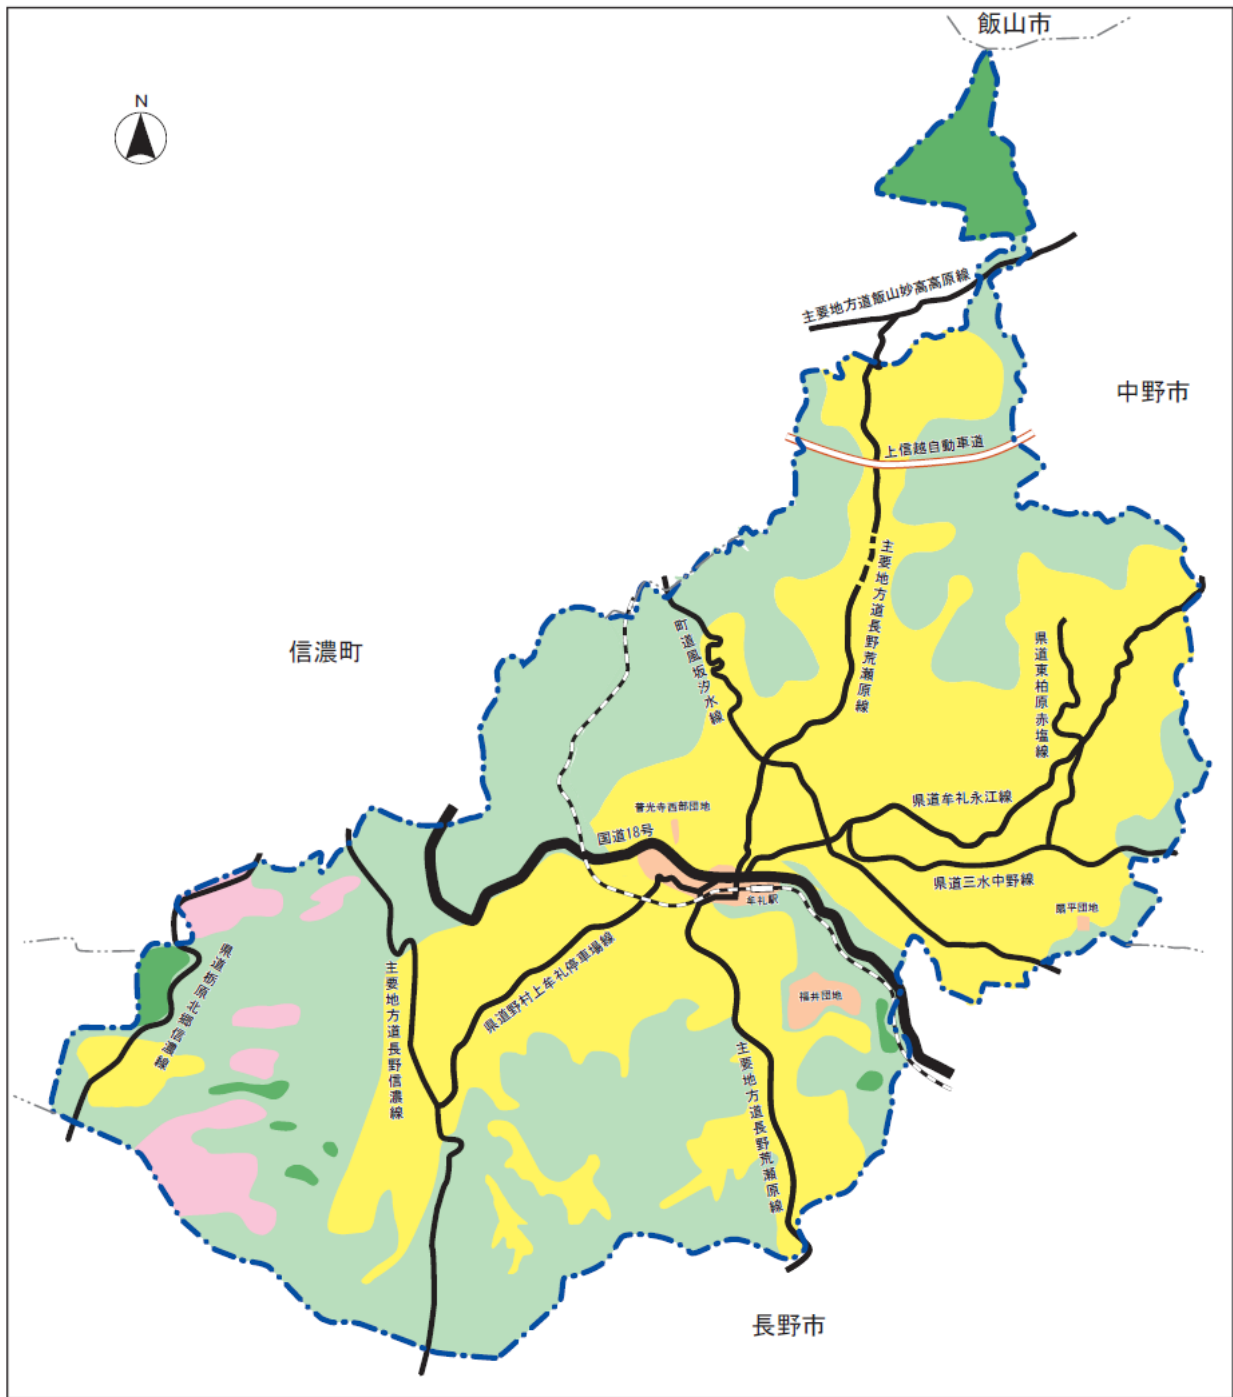 飯山市
N
主要地方道飯山妙高高原線
中野市
上信越自動車道
主要地方道長野荒瀬原線
町道風坂汐水線
県道東柏原赤塩線
信濃町
県道牟礼永江線
普光寺西部団地
国道18号
県道三水中野線
牟礼駅
扇平団地
県道栃原北郷信濃線
主要地方道長野信濃線
県道野村上牟礼停車場線
福井団地
主要地方道長野荒瀬原線
長野市